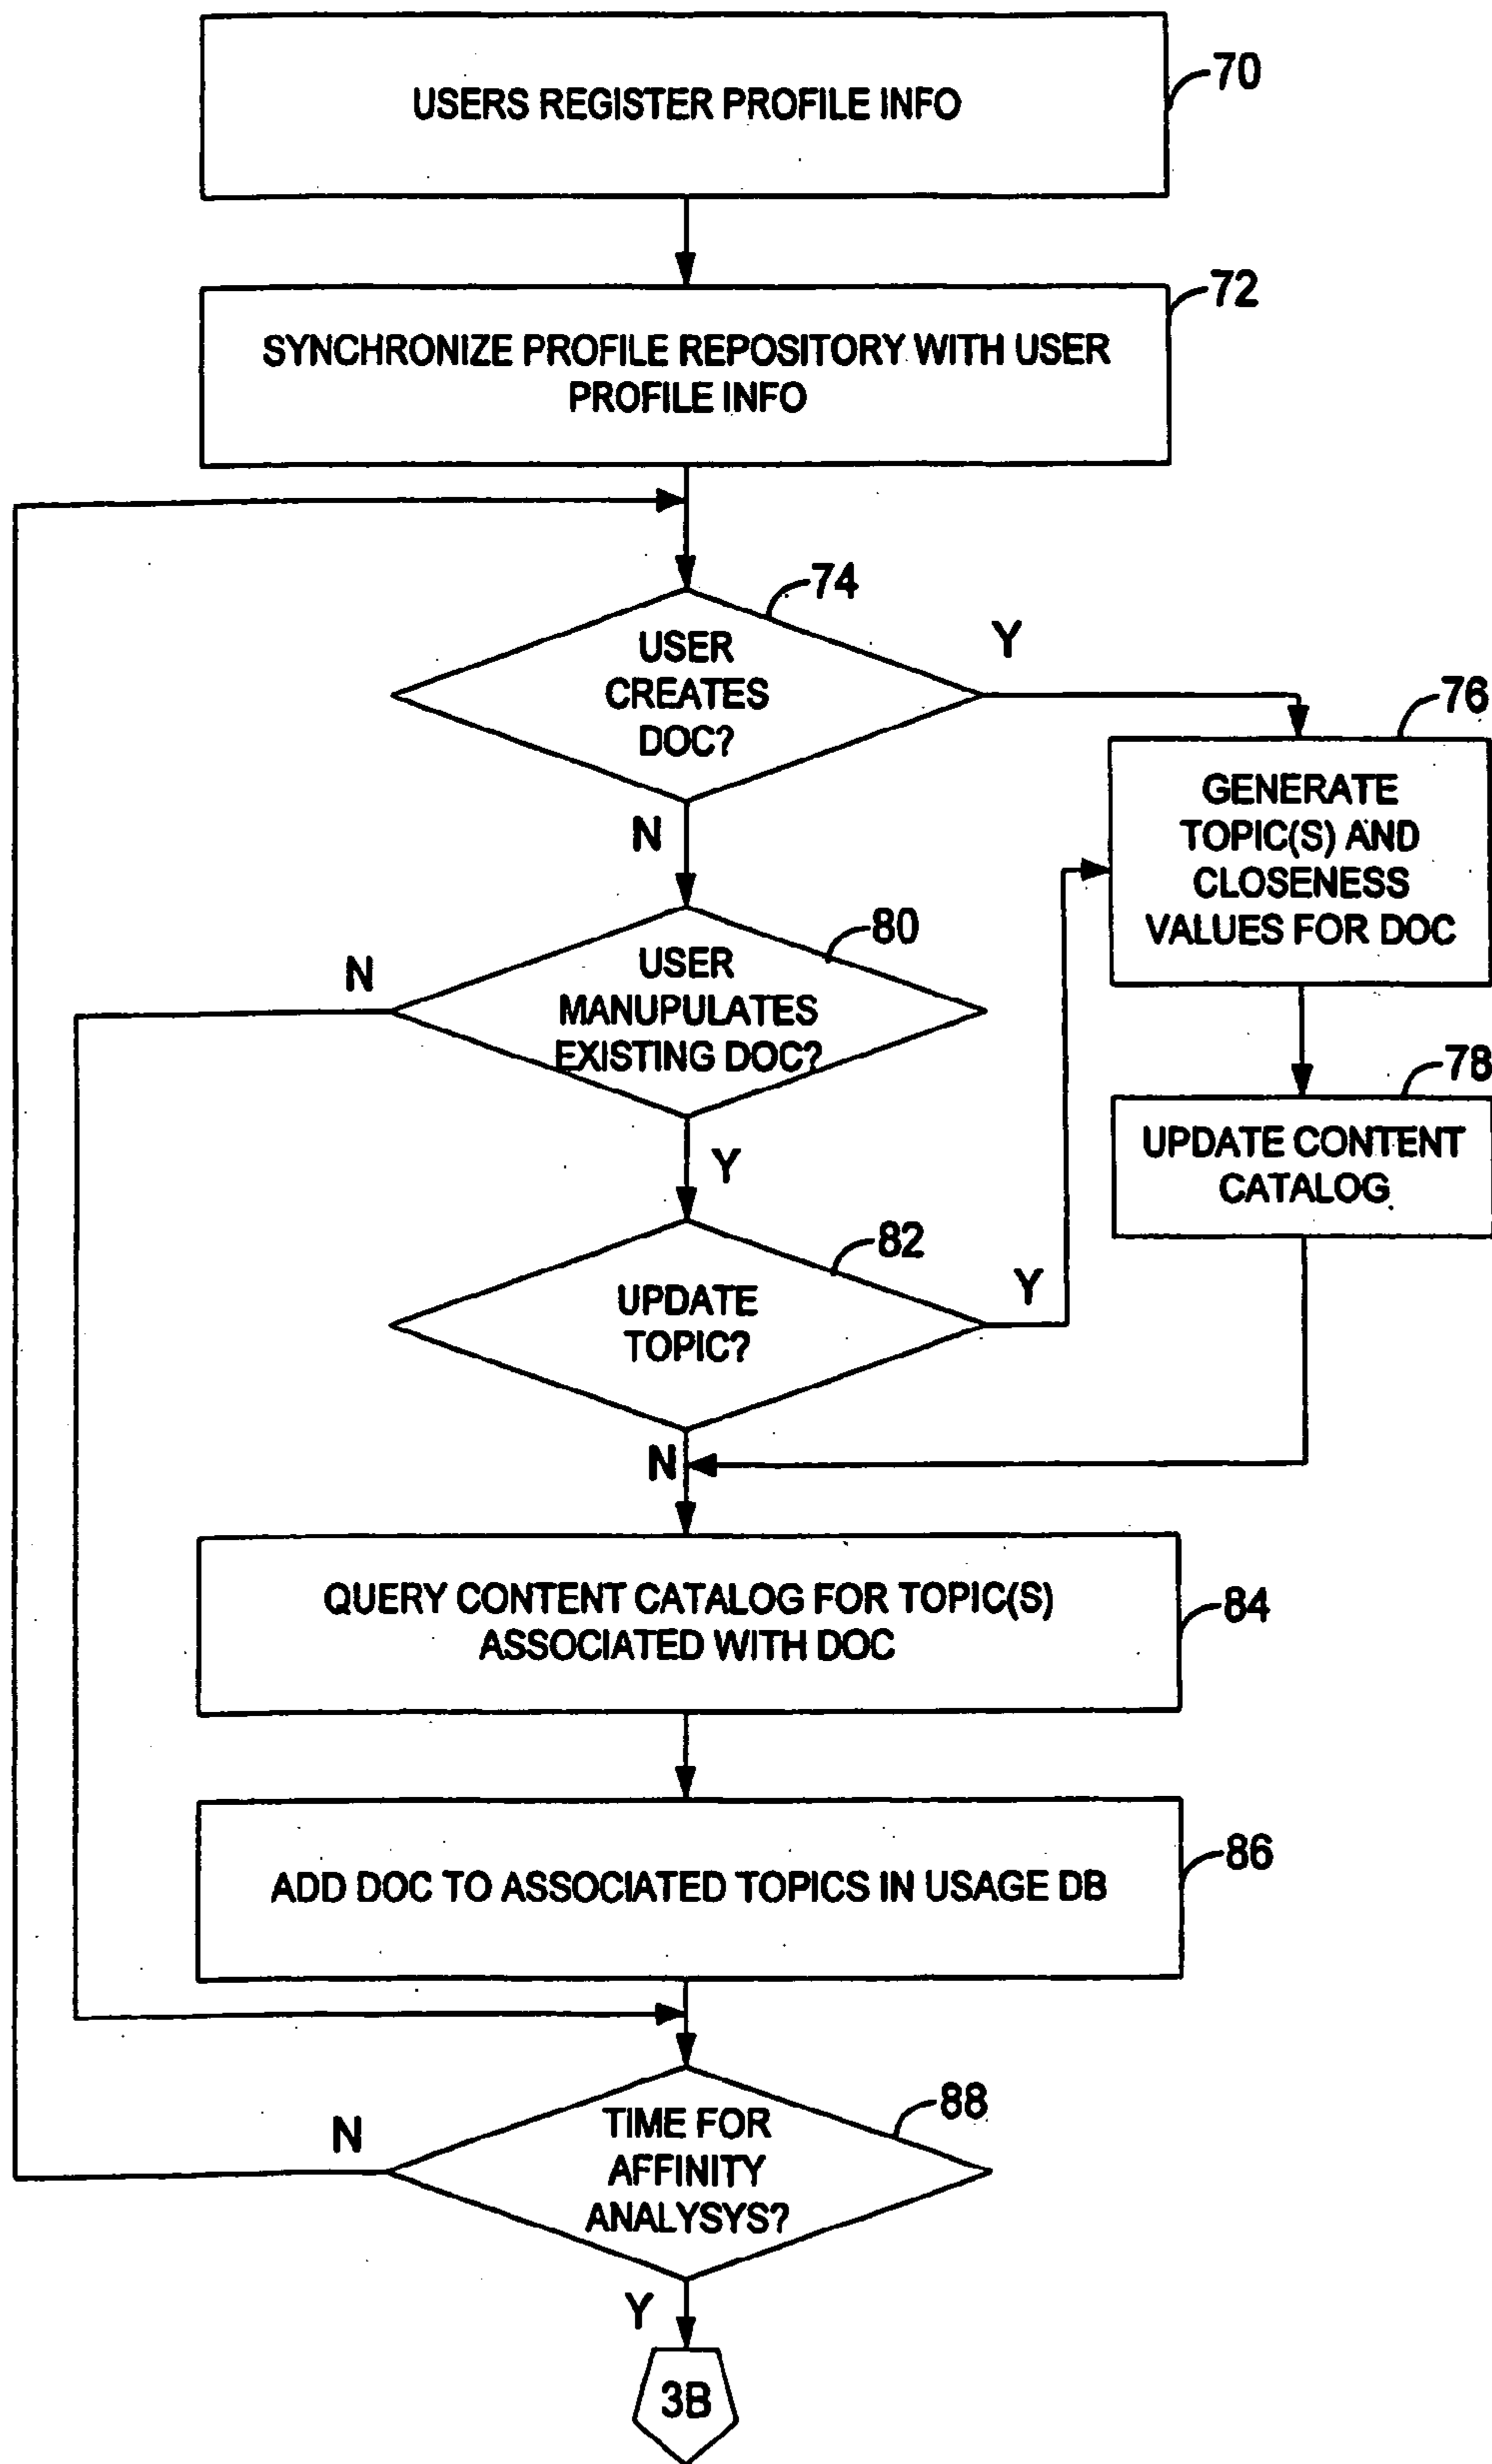 USERS REGISTER PROFILE INFO
70
SYNCHRONIZE PROFILE REPOSITORY WITH USER
PROFILE INFO
72
USER
CREATES
DOC?
74
Y
N
GENERATE
TOPIC(S) AND
CLOSENESS
VALUES FOR DOC
76
USER
MANUPULATES
EXISTING DOC?
80
N
Y
UPDATE CONTENT
CATALOG
78
UPDATE
TOPIC?
82
Y
N
QUERY CONTENT CATALOG FOR TOPIC(S)
ASSOCIATED WITH DOC
84
ADD DOC TO ASSOCIATED TOPICS IN USAGE DB
86
TIME FOR
AFFINITY
ANALYSYS?
88
N
Y
3B